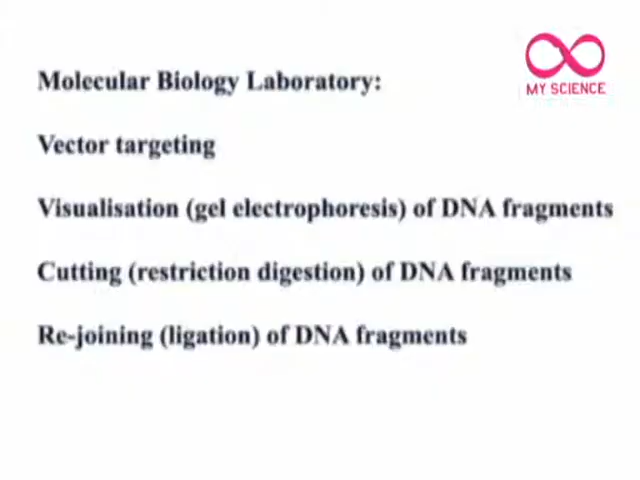 Molecular Biology Laboratory:
MY SCIENCE
Vector targeting
Visualisation (gel electrophoresis) of DNA fragments
Cutting (restriction digestion) of DNA fragments
Re-joining (ligation) of DNA fragments